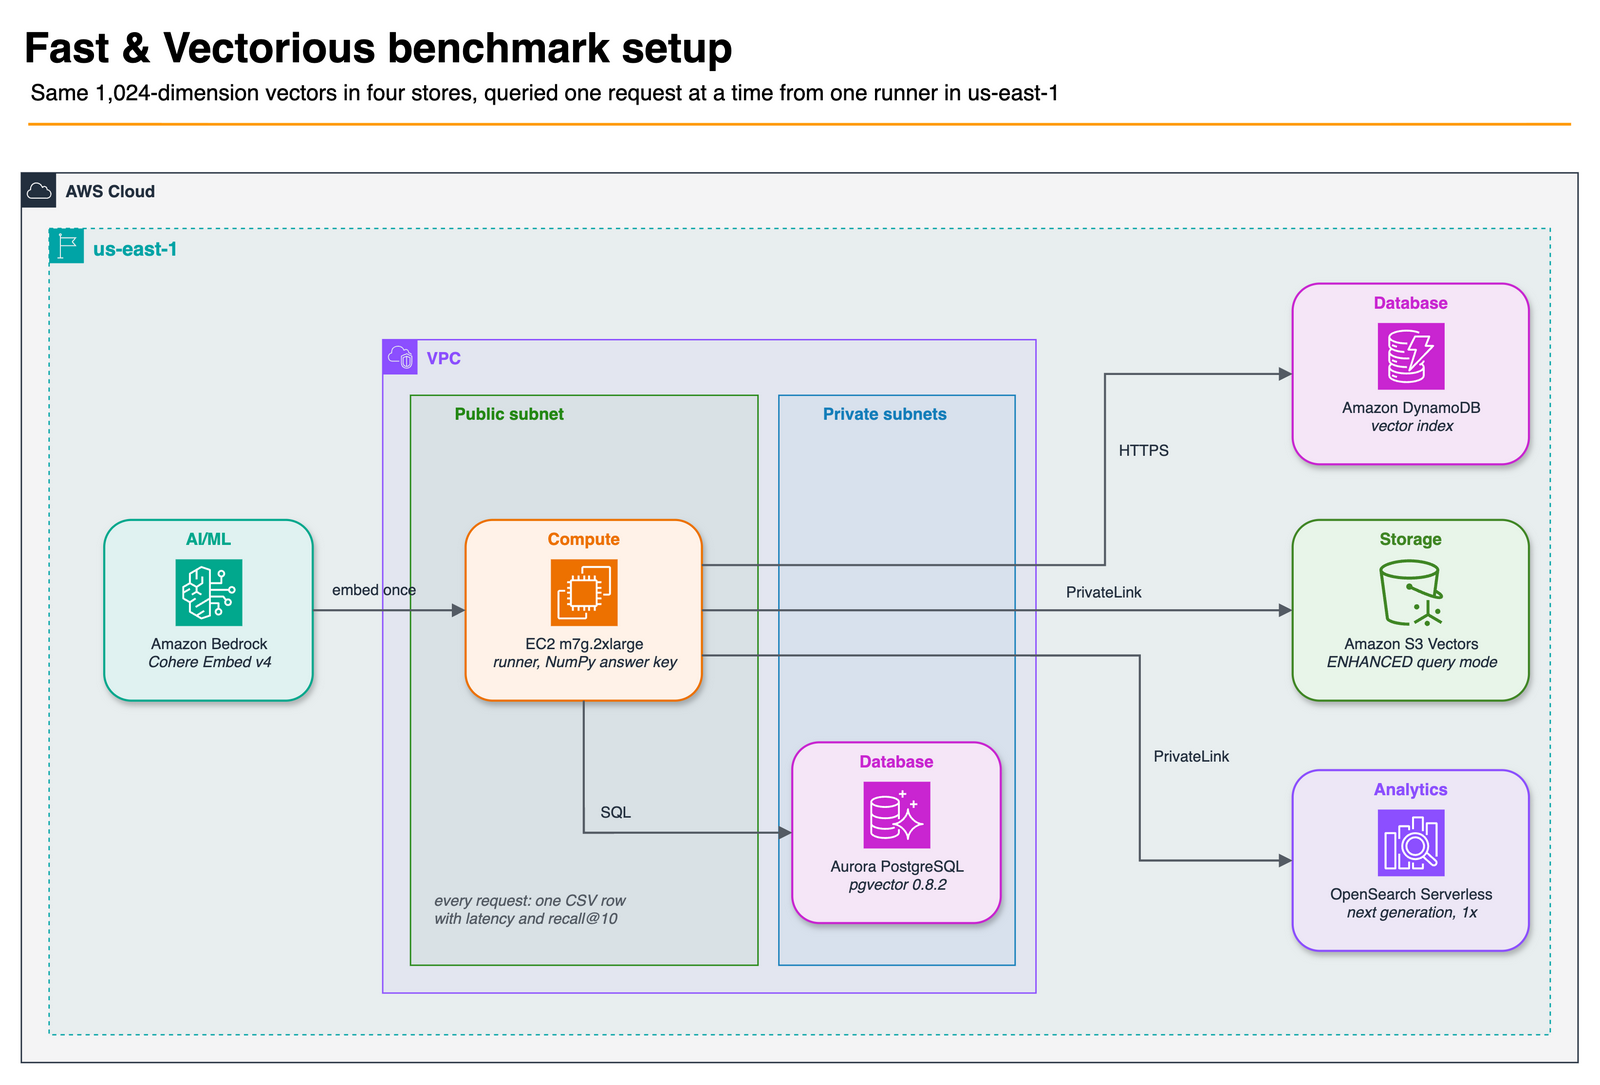 Fast & Vectorious benchmark setup
Same 1,024-dimension vectors in four stores, queried one request at a time from one runner in us-east-1
AWS Cloud
us-east-1
VPC
Public subnet
Private subnets
Database
Amazon DynamoDB
vector index
HTTPS
AI/ML
Amazon Bedrock
Cohere Embed v4
embed once
Compute
EC2 m7g.2xlarge
runner, NumPy answer key
PrivateLink
Storage
Amazon S3 Vectors
ENHANCED query mode
SQL
Database
Aurora PostgreSQL
pgvector 0.8.2
PrivateLink
Analytics
OpenSearch Serverless
next generation, 1x
every request: one CSV row
with latency and recall@10